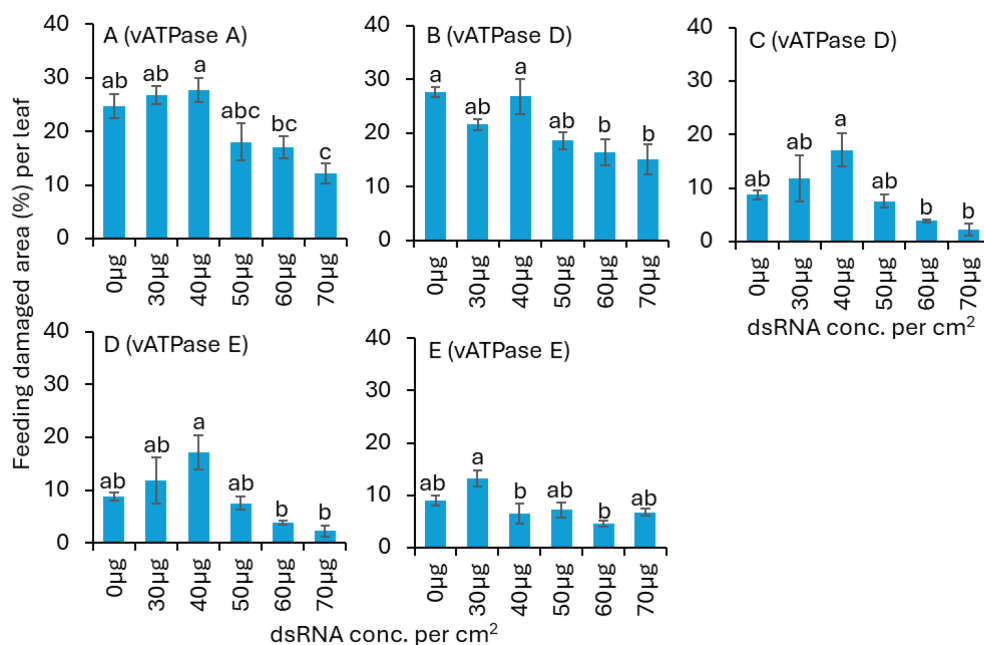 Feeding damaged area (%) per leaf
A (vATPase A)
40
30
20
10
0
ab ab a abc bc c
0µg 30µg 40µg 50µg 60µg 70µg
B (vATPase D)
40
30
20
10
0
a ab a ab b b
0µg 30µg 40µg 50µg 60µg 70µg
C (vATPase D)
40
30
20
10
0
ab ab a ab b b
0µg 30µg 40µg 50µg 60µg 70µg
dsRNA conc. per cm²
D (vATPase E)
40
30
20
10
0
ab ab a ab b b
0µg 30µg 40µg 50µg 60µg 70µg
E (vATPase E)
40
30
20
10
0
ab a b ab b ab
0µg 30µg 40µg 50µg 60µg 70µg
dsRNA conc. per cm²